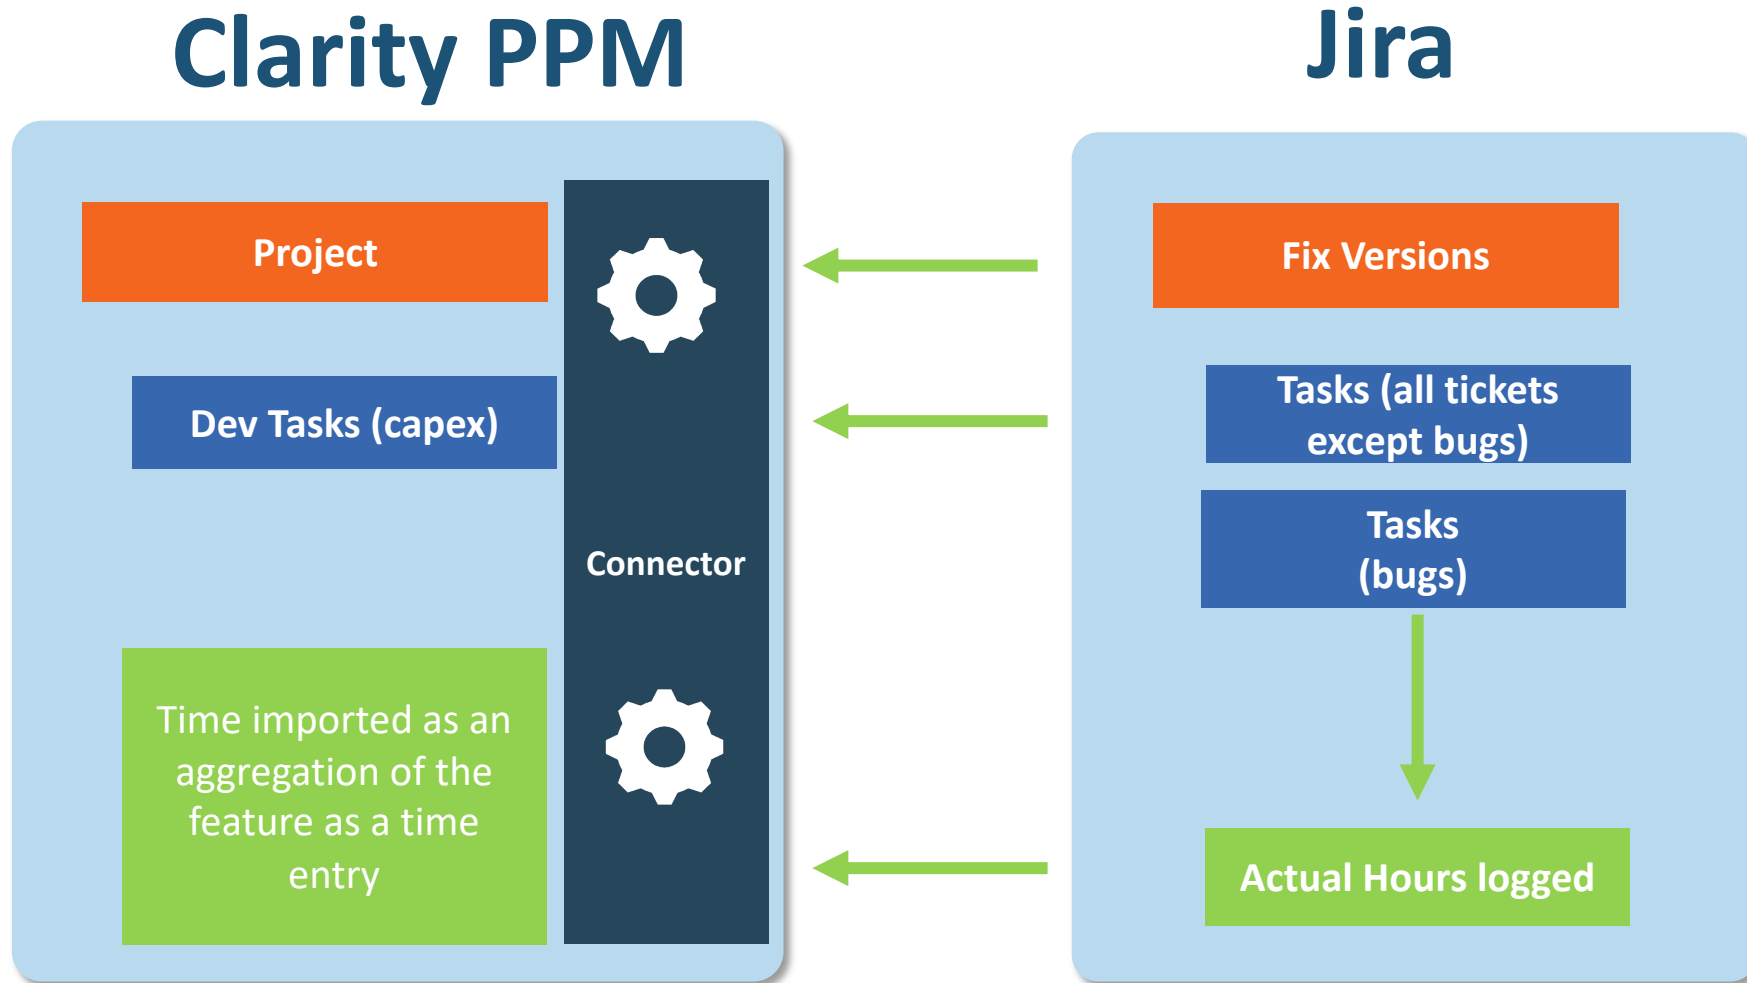 Clarity PPM
Jira
Project
Dev Tasks (capex)
Connector
Time imported as an
aggregation of the
feature as a time
entry
Fix Versions
Tasks (all tickets
except bugs)
Tasks
(bugs)
Actual Hours logged